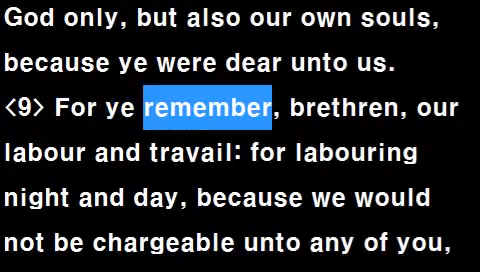 God only, but also our own souls,
because ye were dear unto us.
<9> For ye remember, brethren, our
labour and travail: for labouring
night and day, because we would
not be chargeable unto any of you,